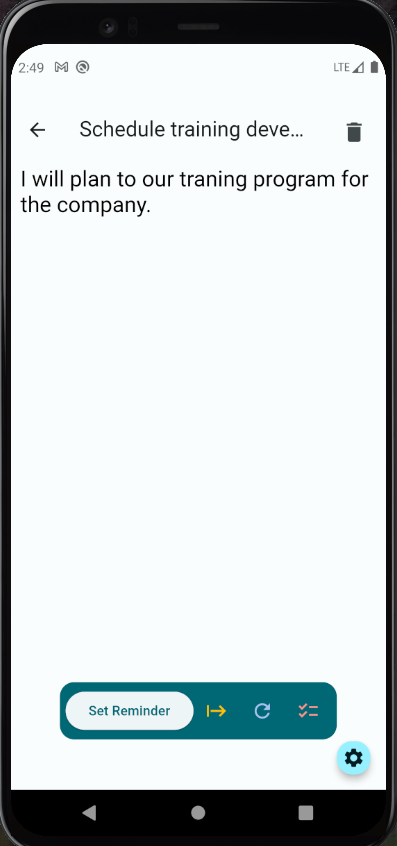 2:49
LTE
Schedule training deve...
I will plan to our traning program for
the company.
Set Reminder